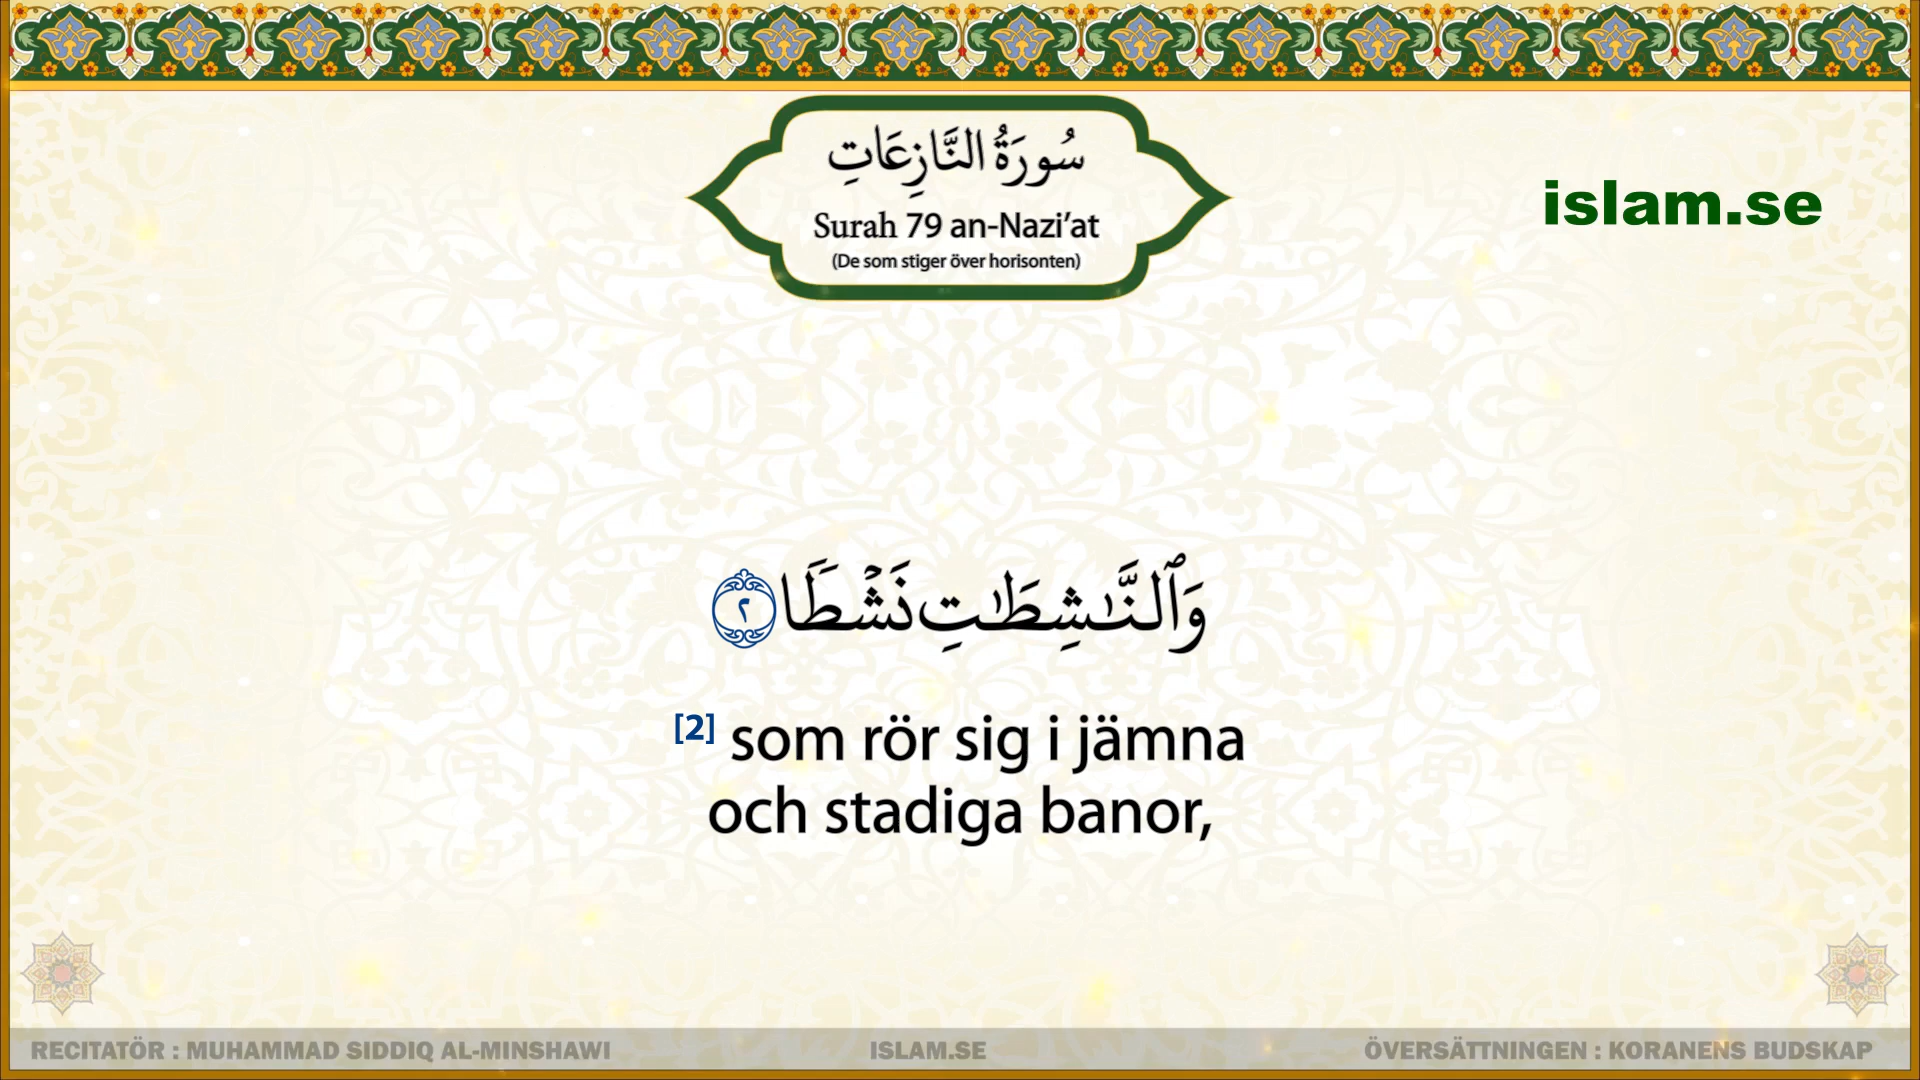 سُورَةُ النَّازِعَاتِ
Surah 79 an-Nazi’at
(De som stiger över horisonten)
islam.se
وَٱلنَّـٰشِطَـٰتِ نَشْطًا ٢
[2] som rör sig i jämna
och stadiga banor,
RECITATÖR : MUHAMMAD SIDDIQ AL-MINSHAWI
ISLAM.SE
ÖVERSÄTTNINGEN : KORANENS BUDSKAP